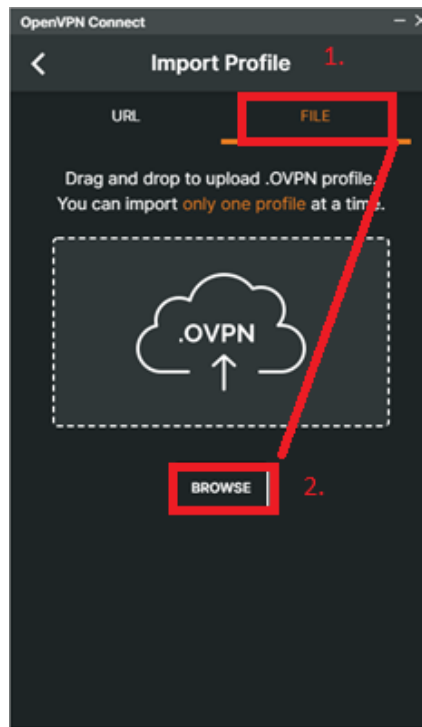 OpenVPN Connect
Import Profile 1.
URL FILE
Drag and drop to upload .OVPN profile.
You can import only one profile at a time.
.OVPN
BROWSE 2.